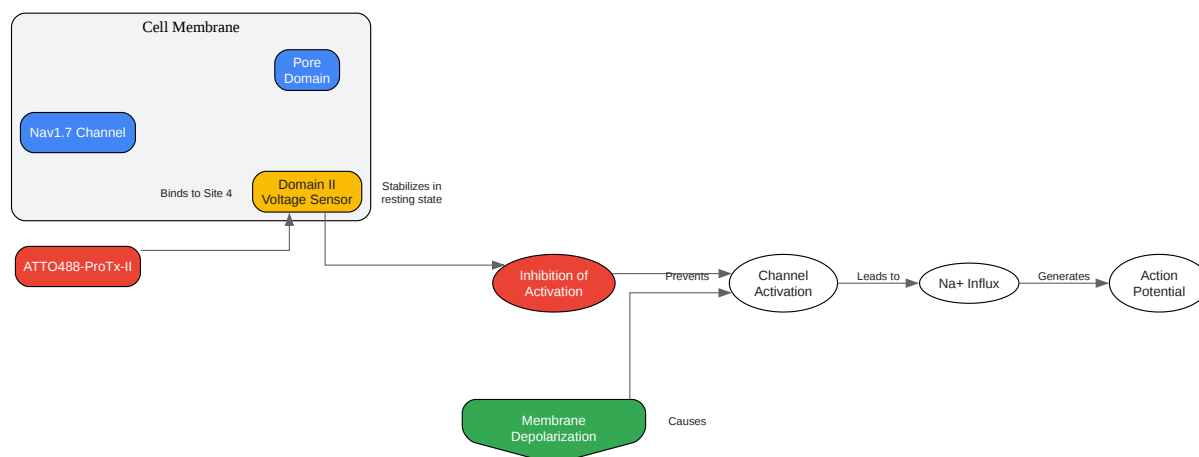 Cell Membrane
Pore
Domain
Nav1.7 Channel
Binds to Site 4
Domain II
Voltage Sensor
Stabilizes in
resting state
ATTO488-ProTx-II
Inhibition of
Activation
Prevents
Channel
Activation
Leads to
Na+ Influx
Generates
Action
Potential
Membrane
Depolarization
Causes